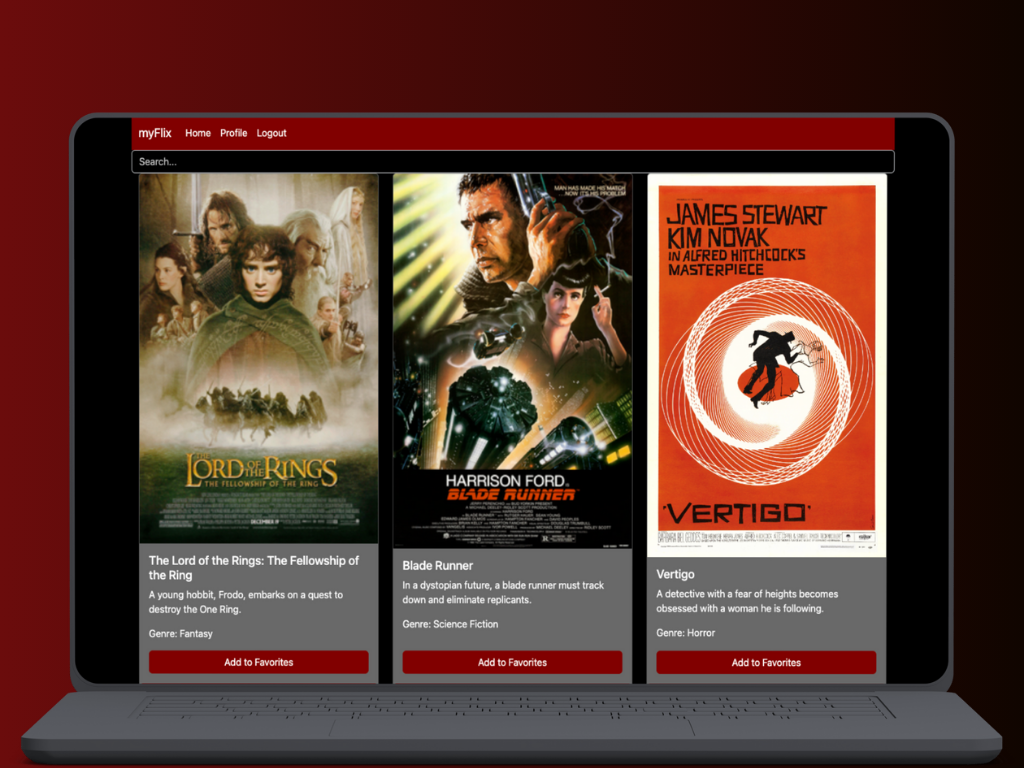 myFlix Home Profile Logout
Search...
THE
LORD OF THE RINGS
THE FELLOWSHIP OF THE RING
DECEMBER 19
The Lord of the Rings: The Fellowship of
the Ring
A young hobbit, Frodo, embarks on a quest to
destroy the One Ring.
Genre: Fantasy
Add to Favorites
MAN HAS MADE HIS MATCH
...NOW IT'S HIS PROBLEM
HARRISON FORD IS
BLADE RUNNER
Blade Runner
In a dystopian future, a blade runner must track
down and eliminate replicants.
Genre: Science Fiction
Add to Favorites
JAMES STEWART
KIM NOVAK
IN ALFRED HITCHCOCK'S
MASTERPIECE
'VERTIGO'
Vertigo
A detective with a fear of heights becomes
obsessed with a woman he is following.
Genre: Horror
Add to Favorites